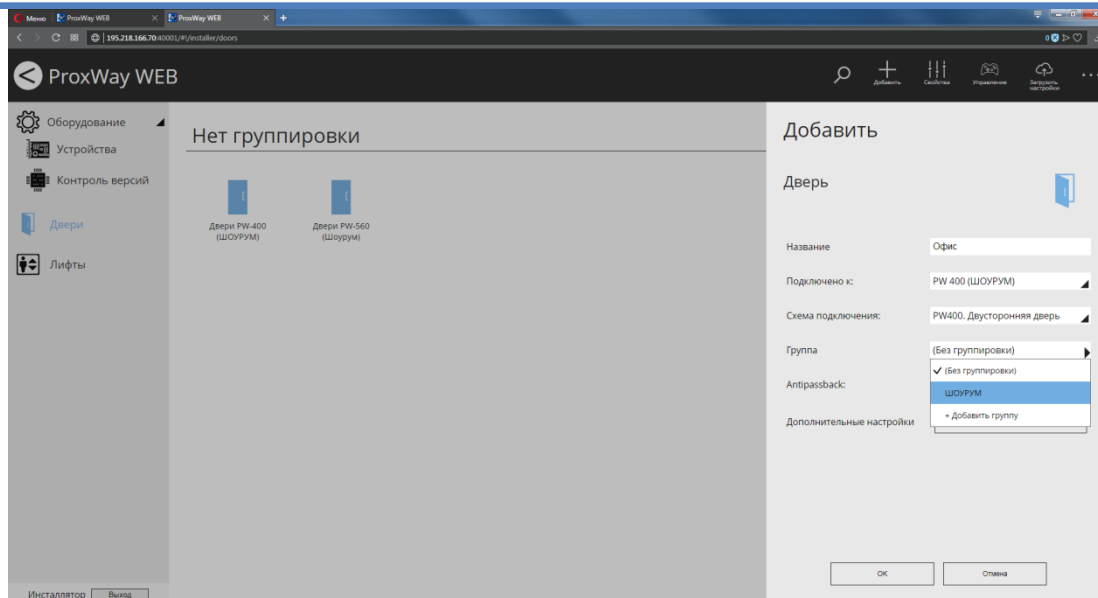 Меню
ProxWay WEB
ProxWay WEB
195.218.166.70:40001/#!/installer/doors
0
ProxWay WEB
Добавить
Свойства
Управление
Загрузить
настройки
Оборудование
Устройства
Контроль версий
Двери
Лифты
Нет группировки
Двери PW-400
(ШОУРУМ)
Двери PW-560
(Шоурум)
Добавить
Дверь
Название
Офис
Подключено к:
PW 400 (ШОУРУМ)
Схема подключения:
PW400. Двусторонняя дверь
Группа
(Без группировки)
✓ (Без группировки)
ШОУРУМ
+ Добавить группу
Antipassback:
Дополнительные настройки
OK
Отмена
Инсталлятор
Выход